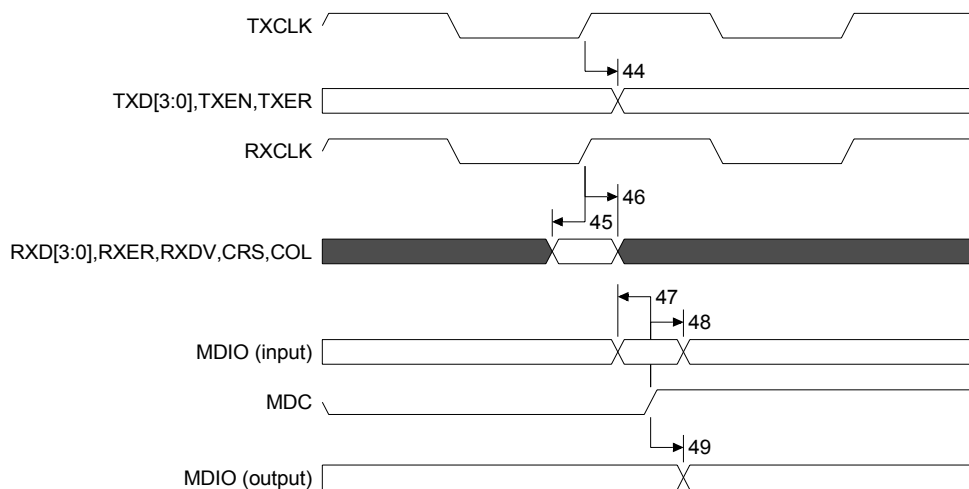 TXCLK
44
TXD[3:0],TXEN,TXER
RXCLK
46
45
RXD[3:0],RXER,RXDV,CRS,COL
47
48
MDIO (input)
MDC
49
MDIO (output)